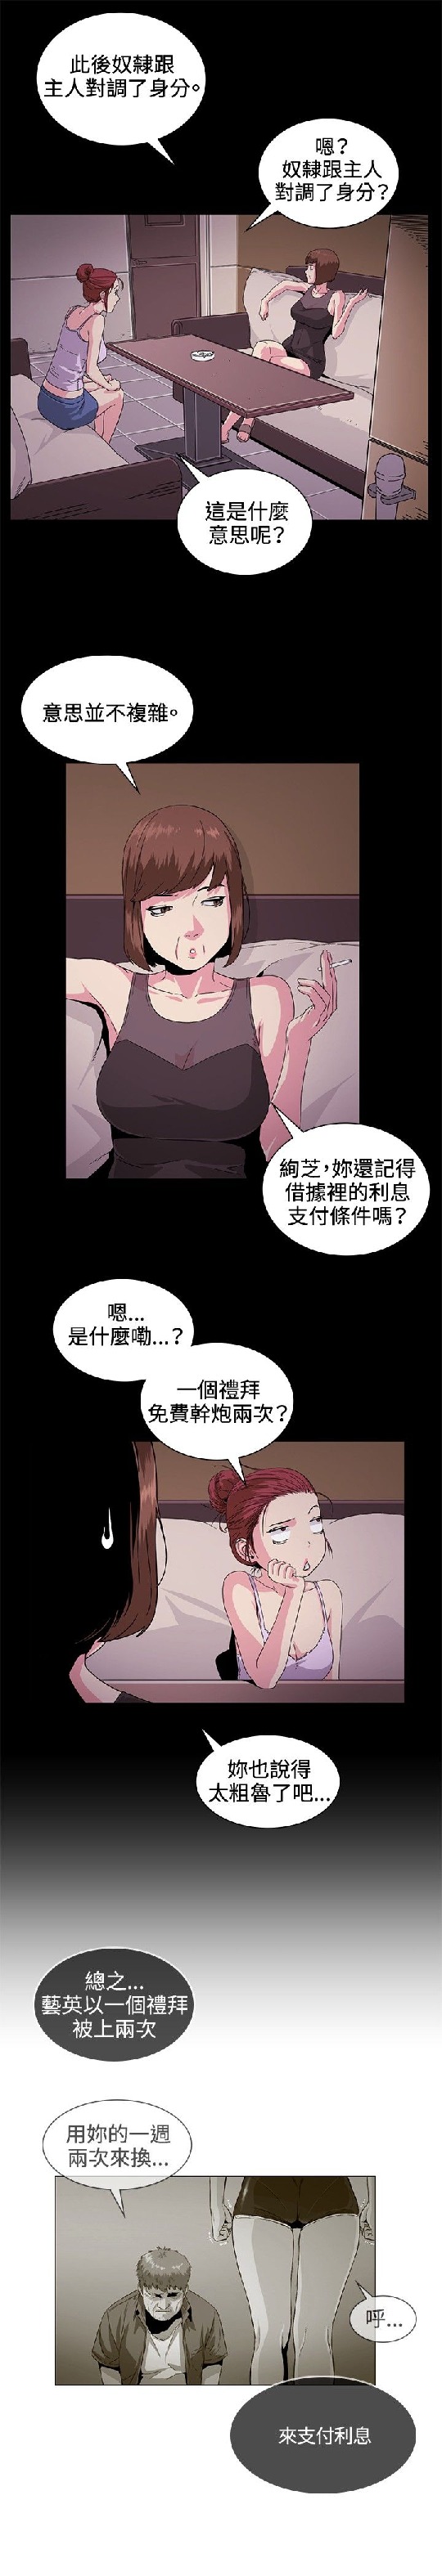 此後奴隸跟
主人對調了身分。
嗯？
奴隸跟主人
對調了身分？
這是什麼
意思呢？
意思並不複雜。
絢芝，妳還記得
借據裡的利息
支付條件嗎？
嗯...
是什麼嘞...？
一個禮拜
免費幹炮兩次？
妳也說得
太粗魯了吧...
總之...
藝英以一個禮拜
被上兩次
用妳的一週
兩次來換...
呼...
來支付利息